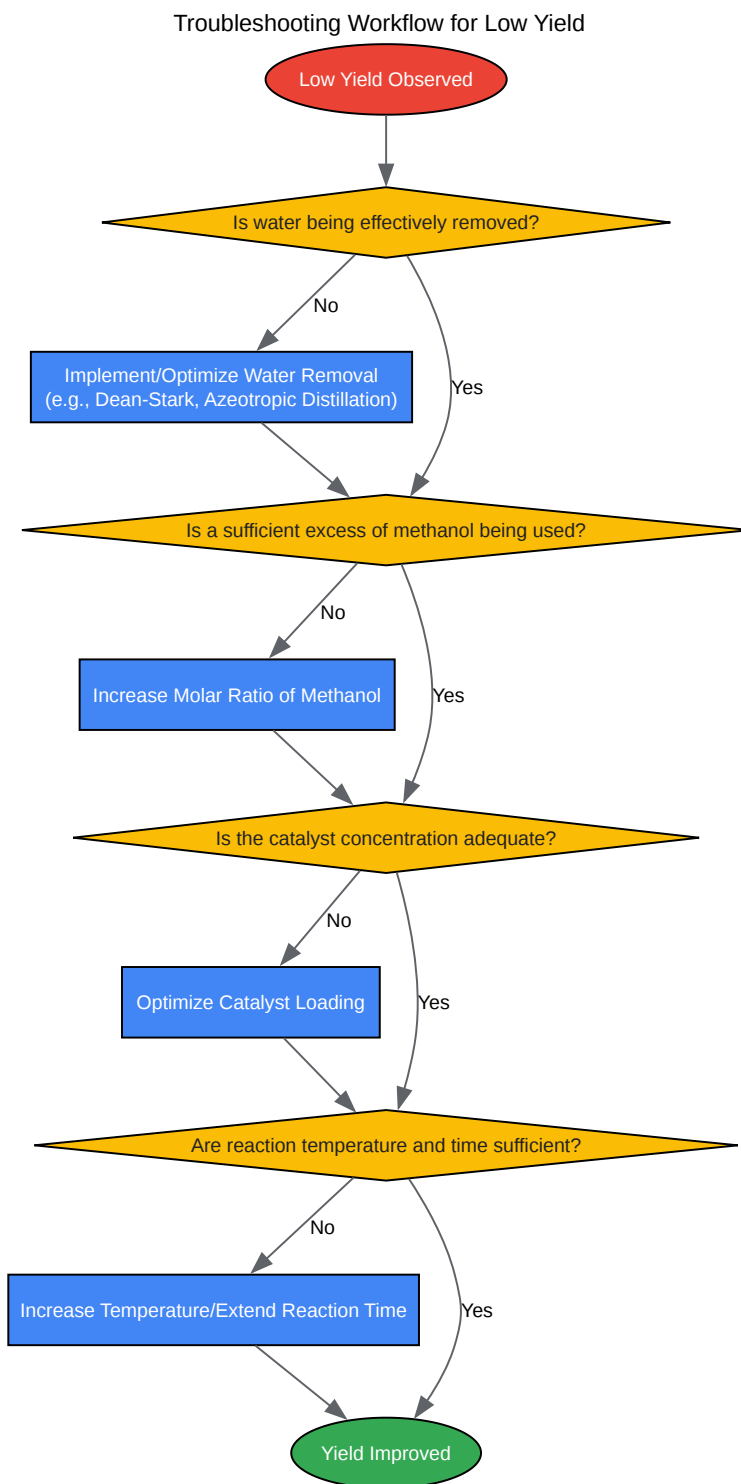 Troubleshooting Workflow for Low Yield
Low Yield Observed
Is water being effectively removed?
No
Implement/Optimize Water Removal
(e.g., Dean-Stark, Azeotropic Distillation)
Yes
Is a sufficient excess of methanol being used?
No
Increase Molar Ratio of Methanol
Yes
Is the catalyst concentration adequate?
No
Optimize Catalyst Loading
Yes
Are reaction temperature and time sufficient?
No
Increase Temperature/Extend Reaction Time
Yes
Yield Improved